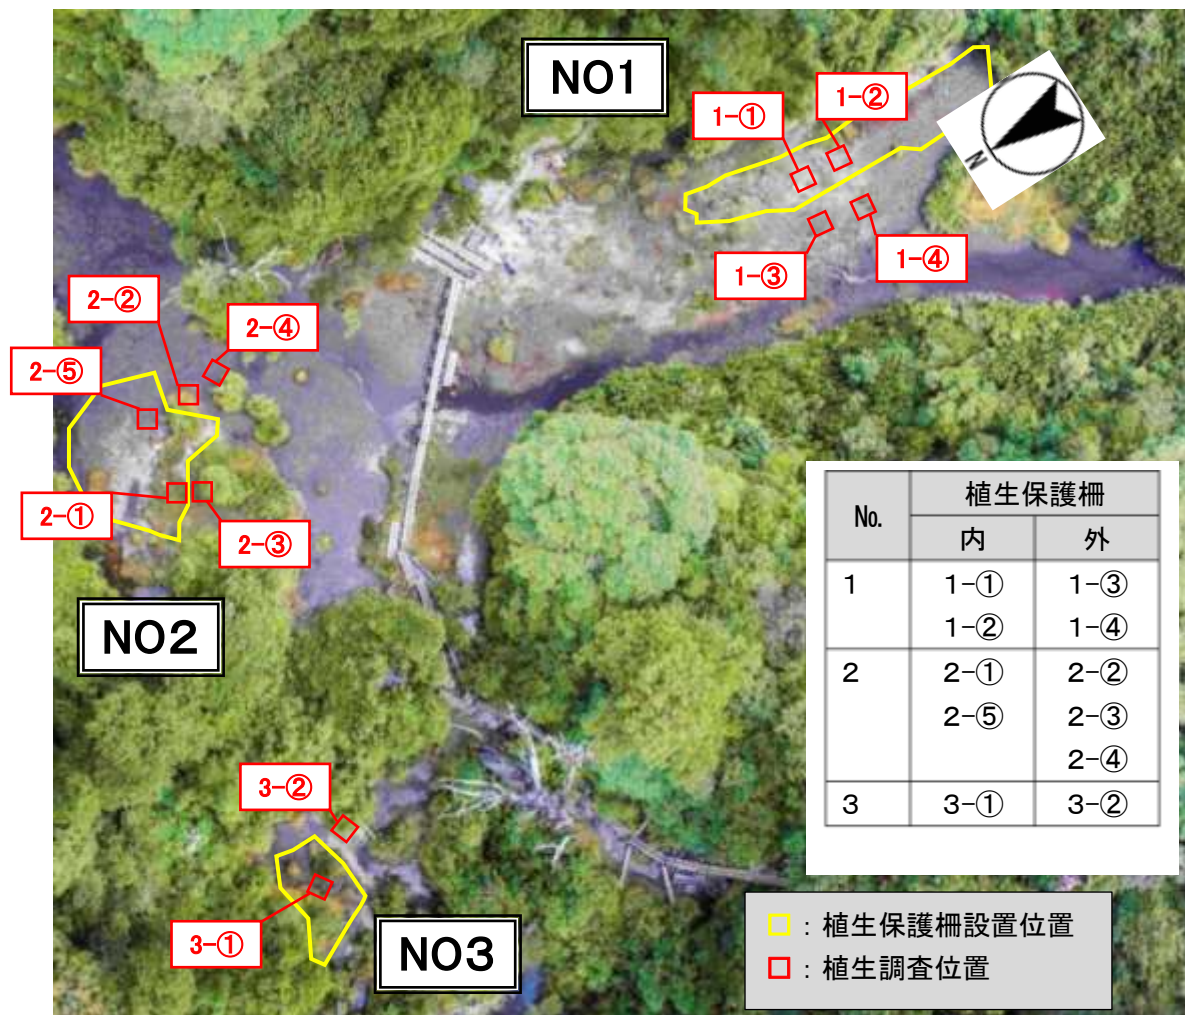 NO1
1-②
1-①
N
1-④
1-③
2-②
2-④
2-⑤
2-①
2-③
NO2
No. 植生保護柵
内 外
1 1-① 1-③
1-② 1-④
2 2-① 2-②
2-⑤ 2-③
2-④
3 3-① 3-②
3-②
3-①
NO3
：植生保護柵設置位置
：植生調査位置